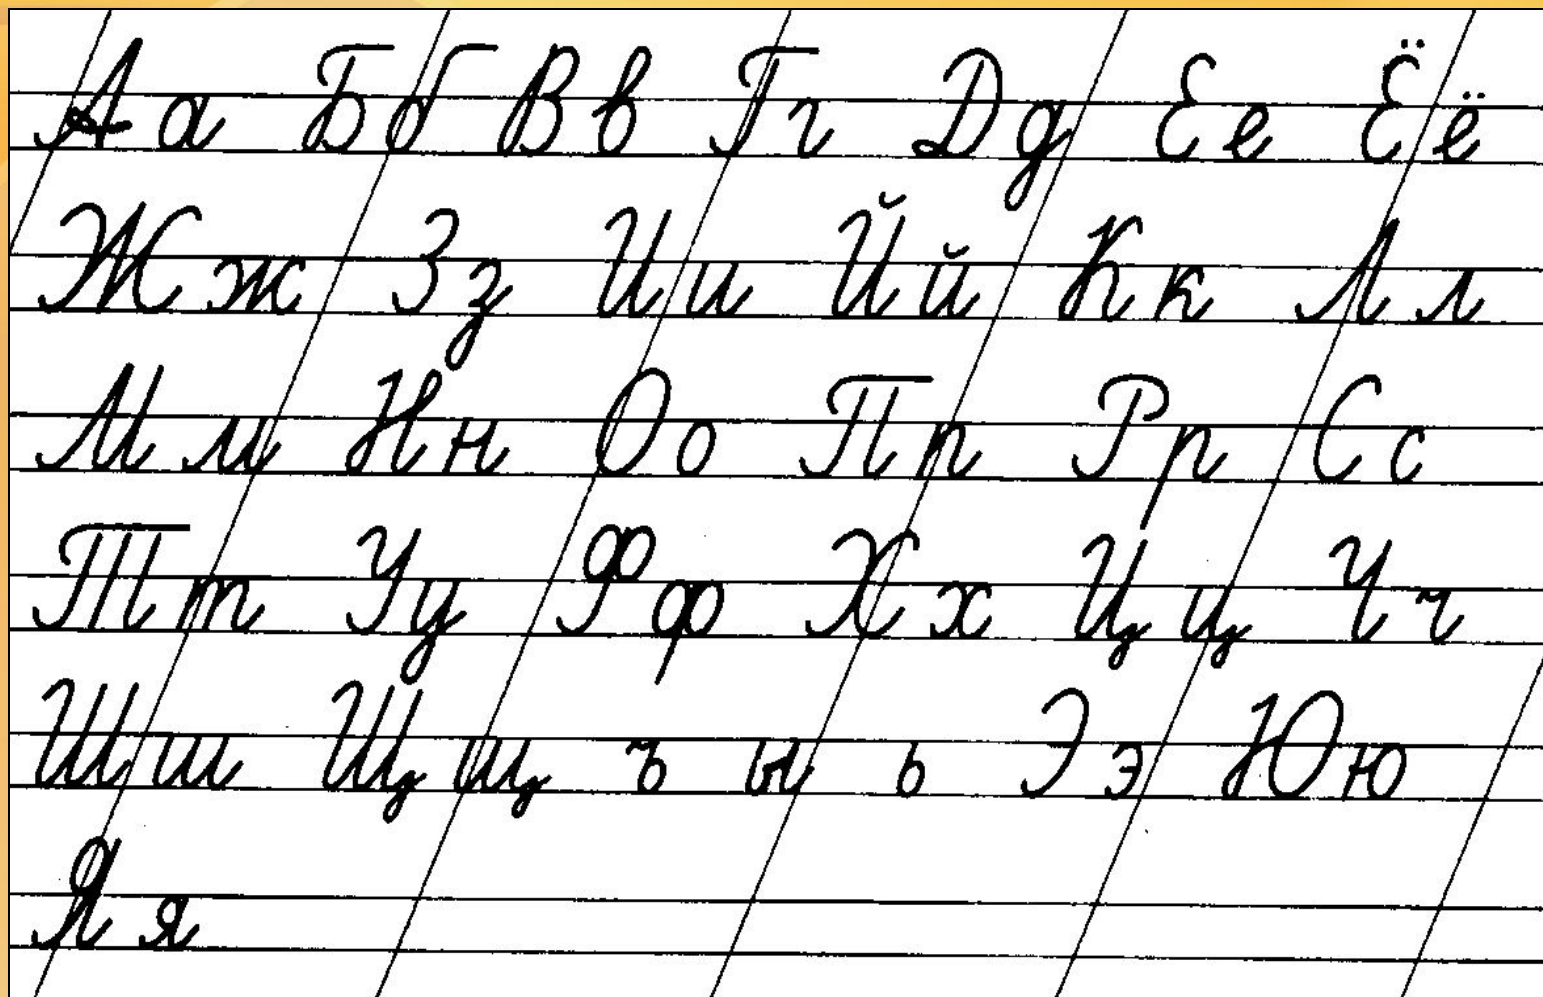 Аа Бб Вв Гг Дд Ее Ёё
Жж Зз Ии Йй Кк Лл
Мм Нн Оо Пп Рр Сс
Тт Уу Фф Хх Цц Чч
Шш Щщ ъ ы ь Ээ Юю
Яя